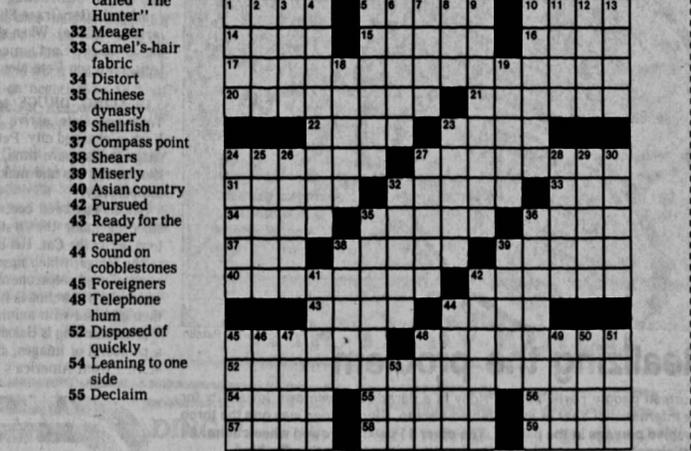 called "The
Hunter"
32 Meager
33 Camel's-hair
fabric
34 Distort
35 Chinese
dynasty
36 Shellfish
37 Compass point
38 Shears
39 Miserly
40 Asian country
42 Pursued
43 Ready for the
reaper
44 Sound on
cobblestones
45 Foreigners
48 Telephone
hum
52 Disposed of
quickly
54 Leaning to one
side
55 Declaim
1 2 3 4 5 6 7 8 9 10 11 12 13
14 15 16
17 18 19
20 21
22 23
24 25 26 27 28 29 30
31 32 33
34 35 36
37 38 39
40 41 42
43 44
45 46 47 48 49 50 51
52 53
54 55 56
57 58 59